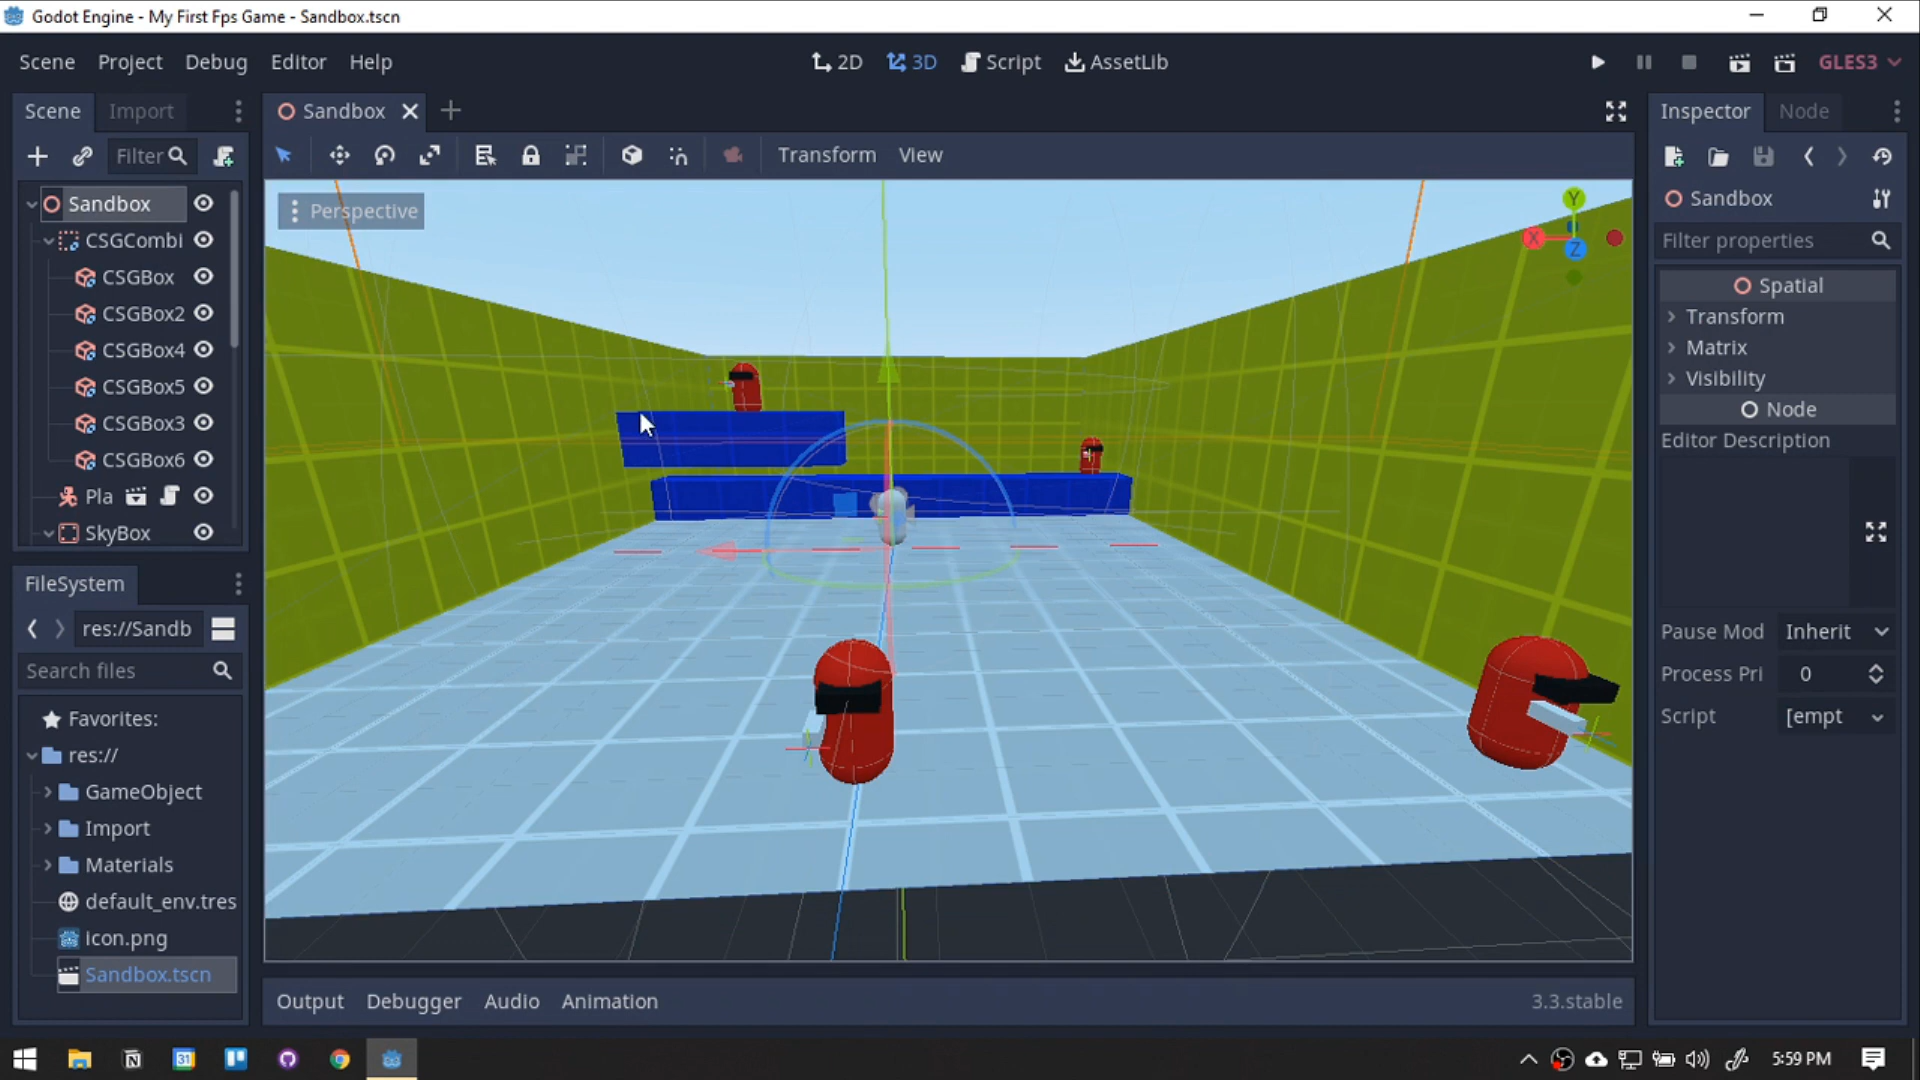 Godot Engine - My First Fps Game - Sandbox.tscn
Scene Project Debug Editor Help
2D 3D Script AssetLib
GLES3
Scene Import
Sandbox
Inspector Node
Filter
Transform View
Sandbox
CSGCombi
CSGBox
CSGBox2
CSGBox4
CSGBox5
CSGBox3
CSGBox6
Pla
SkyBox
Perspective
Y
X
Z
Sandbox
Filter properties
Spatial
Transform
Matrix
Visibility
Node
Editor Description
Pause Mod Inherit
Process Pri 0
Script [empt
FileSystem
res://Sandb
Search files
Favorites:
res://
GameObject
Import
Materials
default_env.tres
icon.png
Sandbox.tscn
Output Debugger Audio Animation
3.3.stable
31
5:59 PM